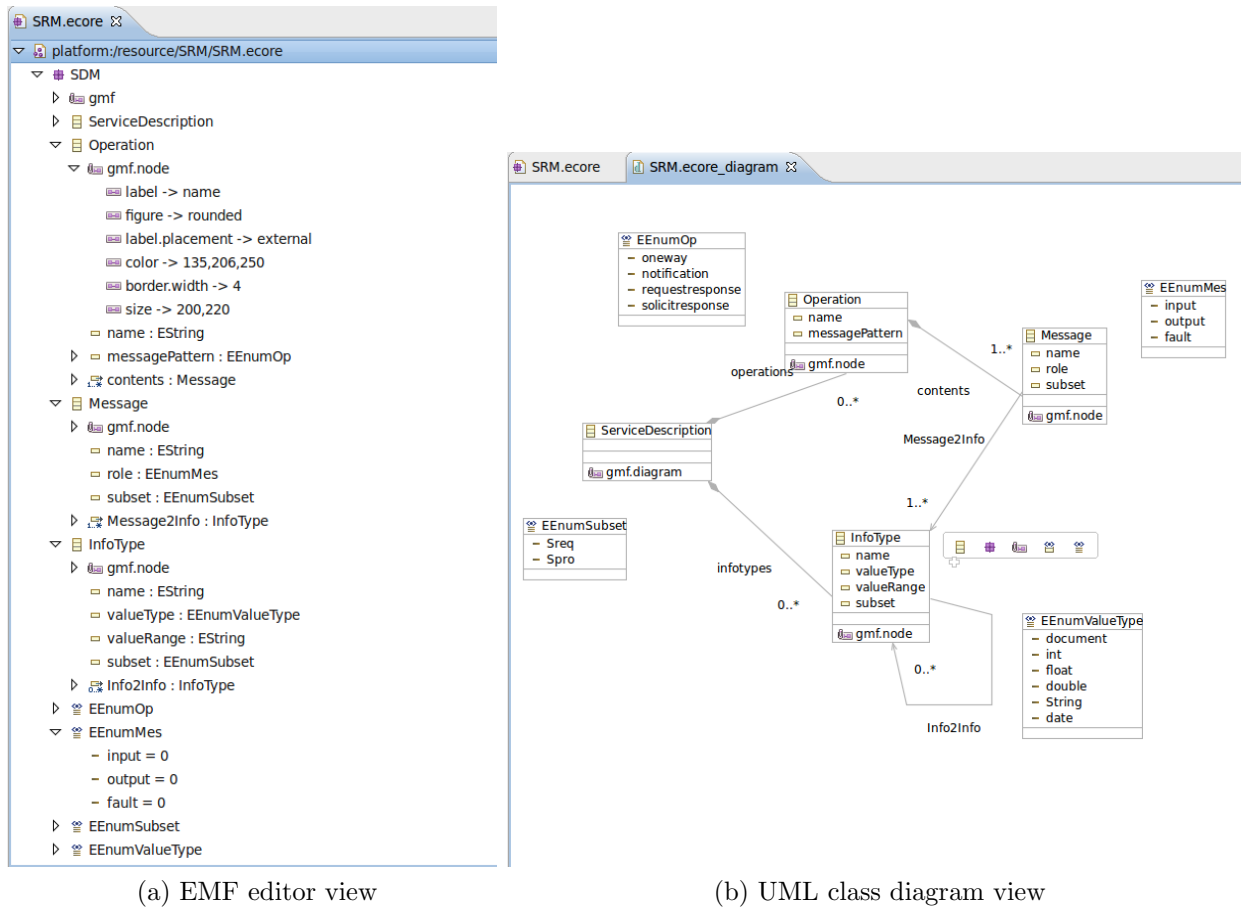 SRM.ecore
platform:/resource/SRM/SRM.ecore
SDM
gmf
ServiceDescription
Operation
gmf.node
label -> name
figure -> rounded
label.placement -> external
color -> 135,206,250
border.width -> 4
size -> 200,220
name : EString
messagePattern : EEnumOp
1..* contents : Message
Message
gmf.node
name : EString
role : EEnumMes
subset : EEnumSubset
1..* Message2Info : InfoType
InfoType
gmf.node
name : EString
valueType : EEnumValueType
valueRange : EString
subset : EEnumSubset
0..* Info2Info : InfoType
EEnumOp
EEnumMes
input = 0
output = 0
fault = 0
EEnumSubset
EEnumValueType
(a) EMF editor view
SRM.ecore
SRM.ecore_diagram
EEnumOp
oneway
notification
requestresponse
solicitresponse
Operation
name
messagePattern
gmf.node
EEnumMes
input
output
fault
Message
name
role
subset
gmf.node
1..*
operations
0..*
contents
ServiceDescription
gmf.diagram
Message2Info
1..*
EEnumSubset
Sreq
Spro
InfoType
name
valueType
valueRange
subset
gmf.node
infotypes
0..*
EEnumValueType
document
int
float
double
String
date
0..*
Info2Info
(b) UML class diagram view